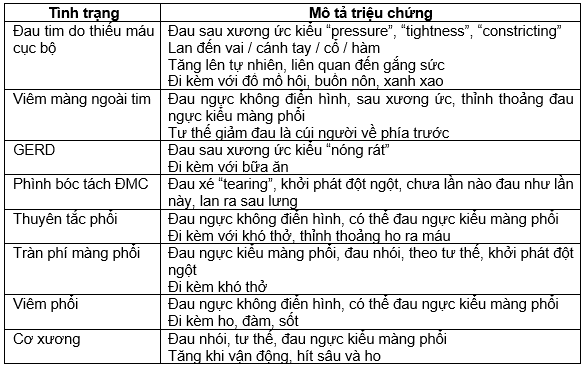 Tình trạng
Mô tả triệu chứng
Đau tim do thiếu máu
cục bộ
Đau sau xương ức kiểu “pressure”, “tightness”, “constricting”
Lan đến vai / cánh tay / cổ / hàm
Tăng lên tự nhiên, liên quan đến gắng sức
Đi kèm với đổ mồ hôi, buồn nôn, xanh xao
Viêm màng ngoài tim
Đau ngực không điển hình, sau xương ức, thỉnh thoảng đau
ngực kiểu màng phổi
Tư thế giảm đau là cúi người về phía trước
GERD
Đau sau xương ức kiểu “nóng rát”
Đi kèm với bữa ăn
Phình bóc tách ĐMC
Đau xé “tearing”, khởi phát đột ngột, chưa lần nào đau như lần
này, lan ra sau lưng
Thuyên tắc phổi
Đau ngực không điển hình, có thể đau ngực kiểu màng phổi
Đi kèm với khó thở, thỉnh thoảng ho ra máu
Tràn phí màng phổi
Đau ngực kiểu màng phổi, đau nhói, theo tư thế, khởi phát đột
ngột
Đi kèm khó thở
Viêm phổi
Đau ngực không điển hình, có thể đau ngực kiểu màng phổi
Đi kèm ho, đàm, sốt
Cơ xương
Đau nhói, tư thế, đau ngực kiểu màng phổi
Tăng khi vận động, hít sâu và ho